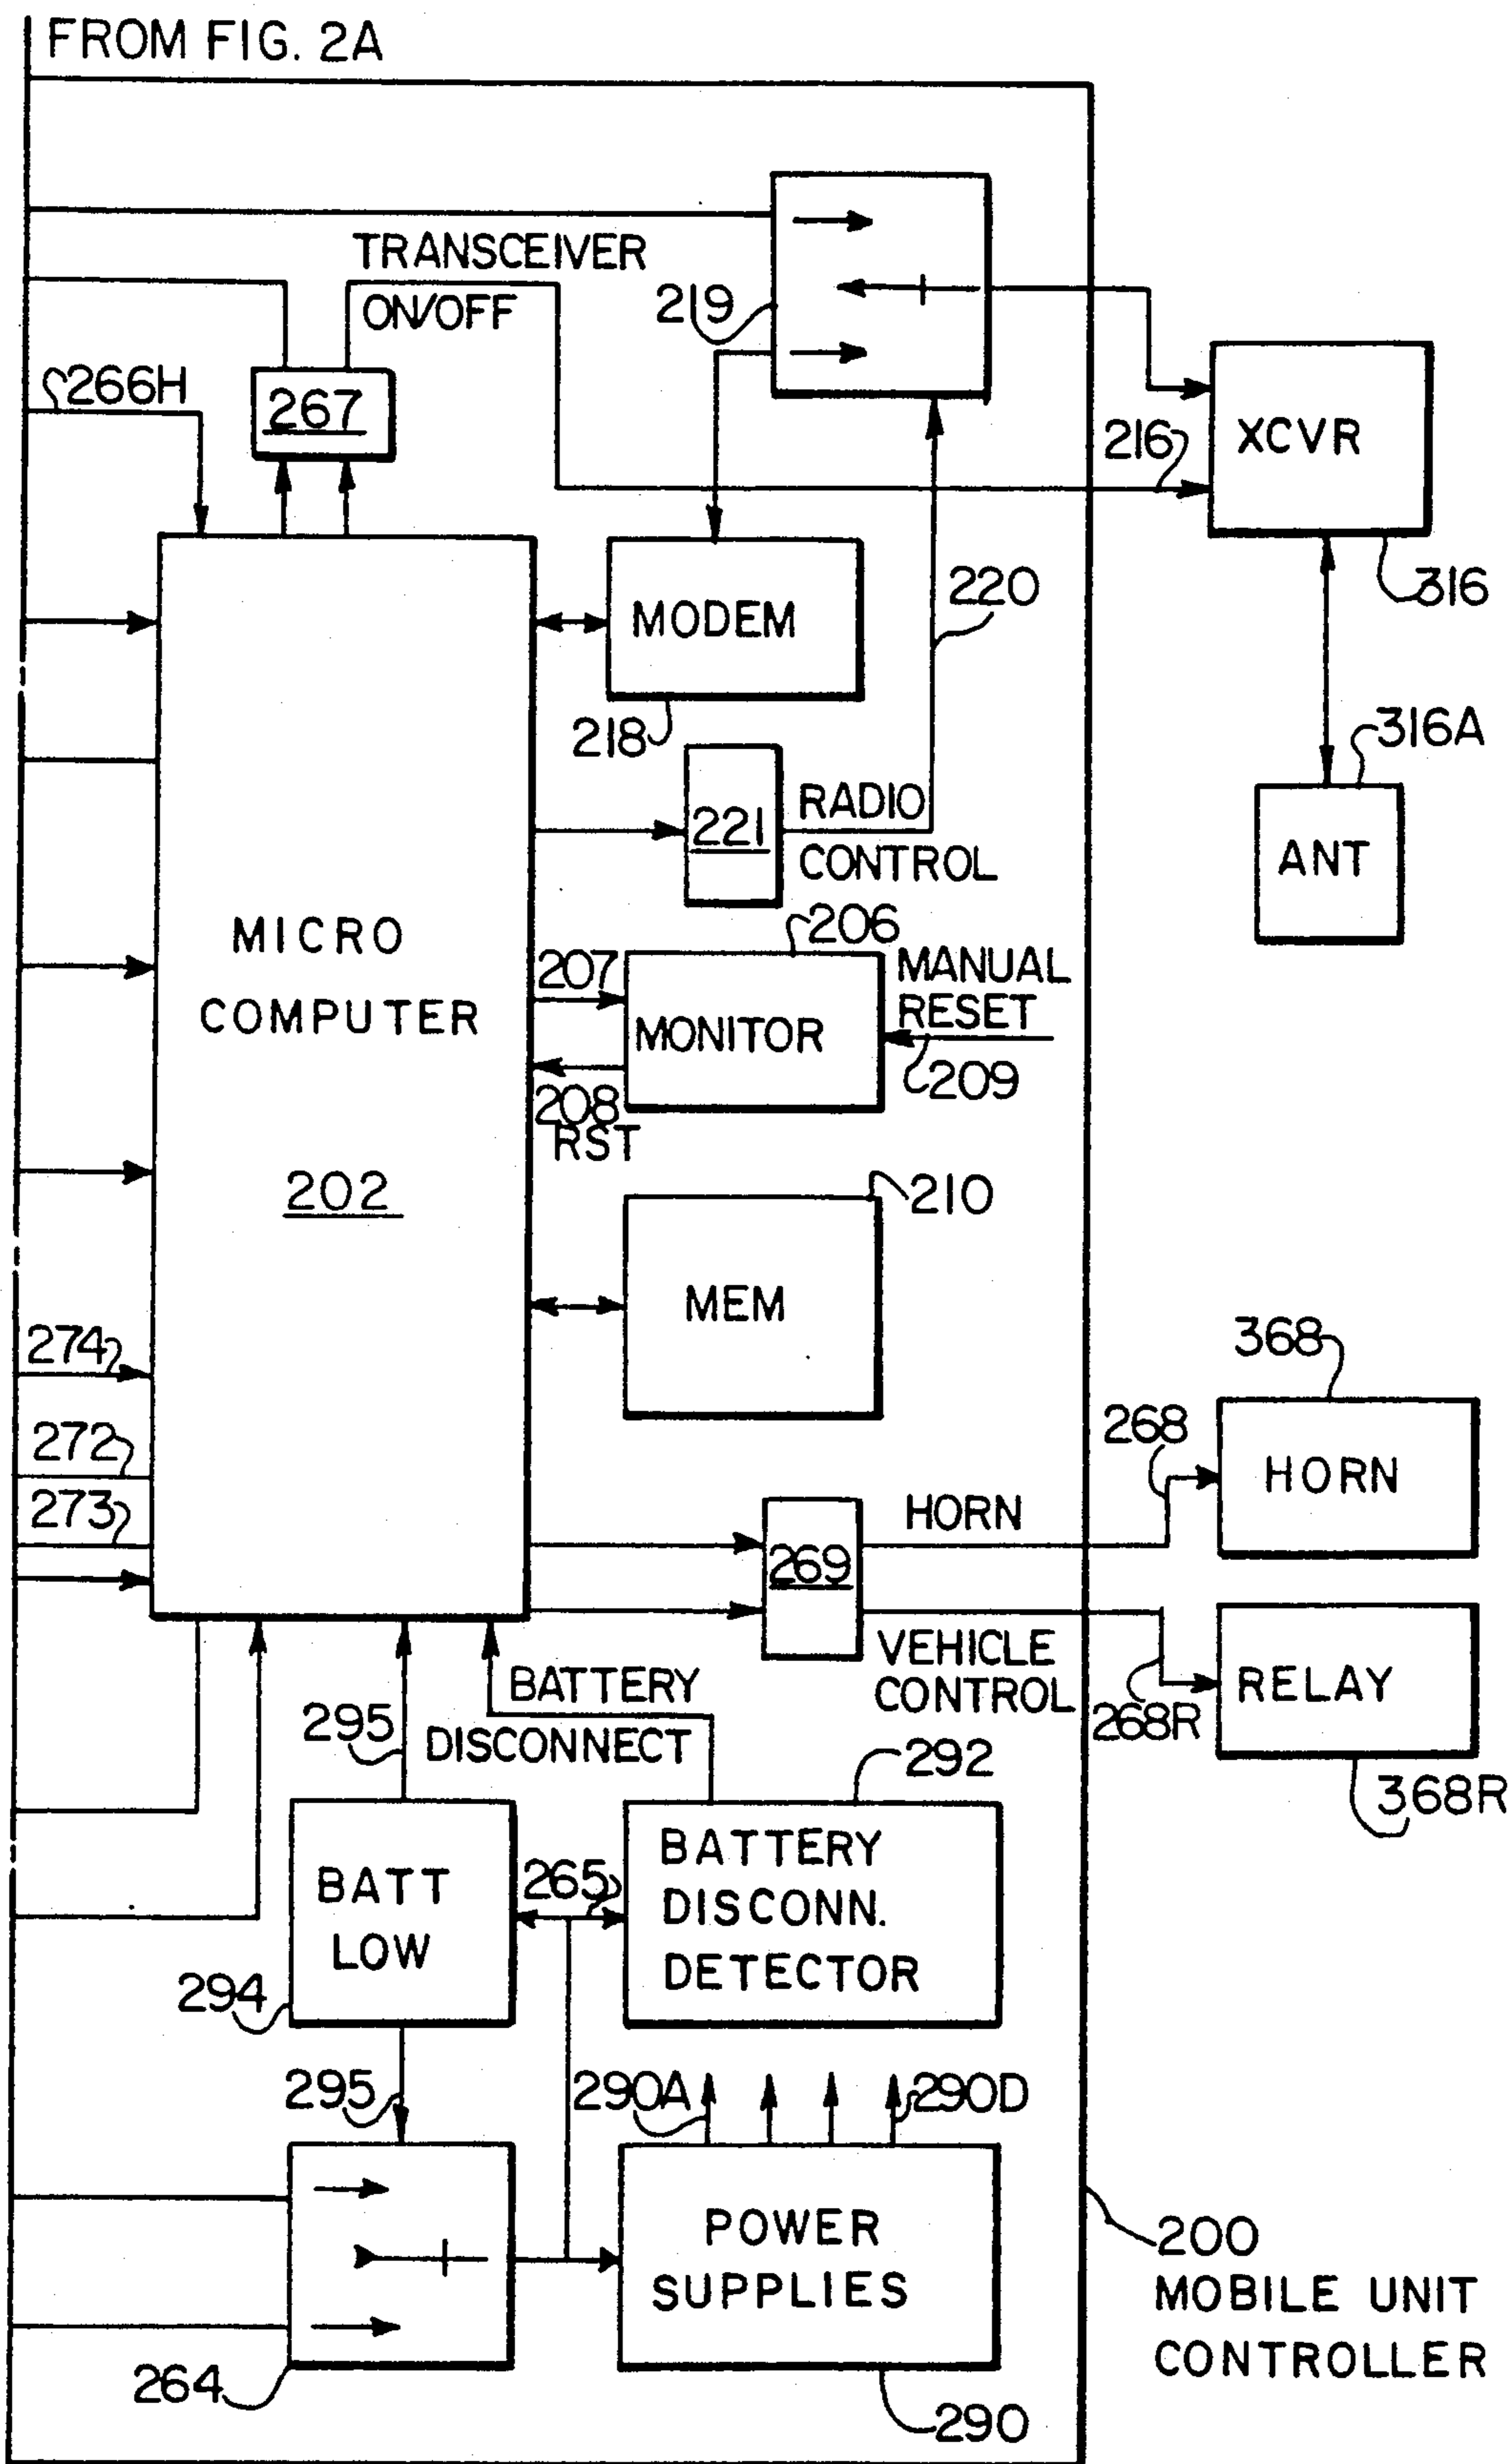 FROM FIG. 2A
TRANSCEIVER
ON/OFF
219
266H
267
216
XCVR
316
MODEM
220
218
316A
221
RADIO
CONTROL
ANT
MICRO
COMPUTER
202
206
207
MONITOR
MANUAL
RESET
209
208
RST
210
MEM
274
272
273
368
268
HORN
HORN
269
VEHICLE
CONTROL
268R
RELAY
368R
BATTERY
DISCONNECT
295
292
BATT
LOW
265
BATTERY
DISCONN.
DETECTOR
294
295
290A
290D
POWER
SUPPLIES
200
MOBILE UNIT
CONTROLLER
264
290